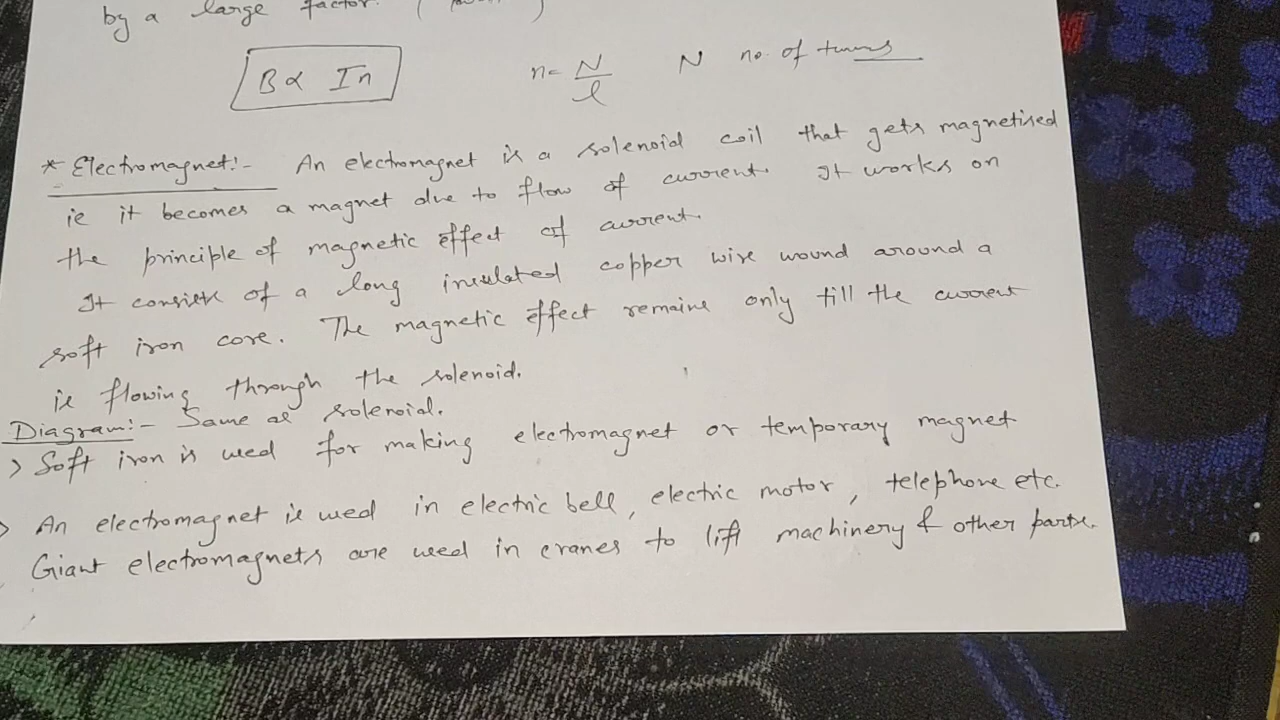 by a large factor. (
B ∝ In
n = N/l N no. of turns
* Electromagnet:- An electromagnet is a solenoid coil that gets magnetised
ie it becomes a magnet due to flow of current. It works on
the principle of magnetic effect of current.
It consists of a long insulated copper wire wound around a
soft iron core. The magnetic effect remains only till the current
is flowing through the solenoid.
Diagram:- Same as solenoid.
> Soft iron is used for making electromagnet or temporary magnet
> An electromagnet is used in electric bell, electric motor, telephone etc.
Giant electromagnets are used in cranes to lift machinery & other parts.